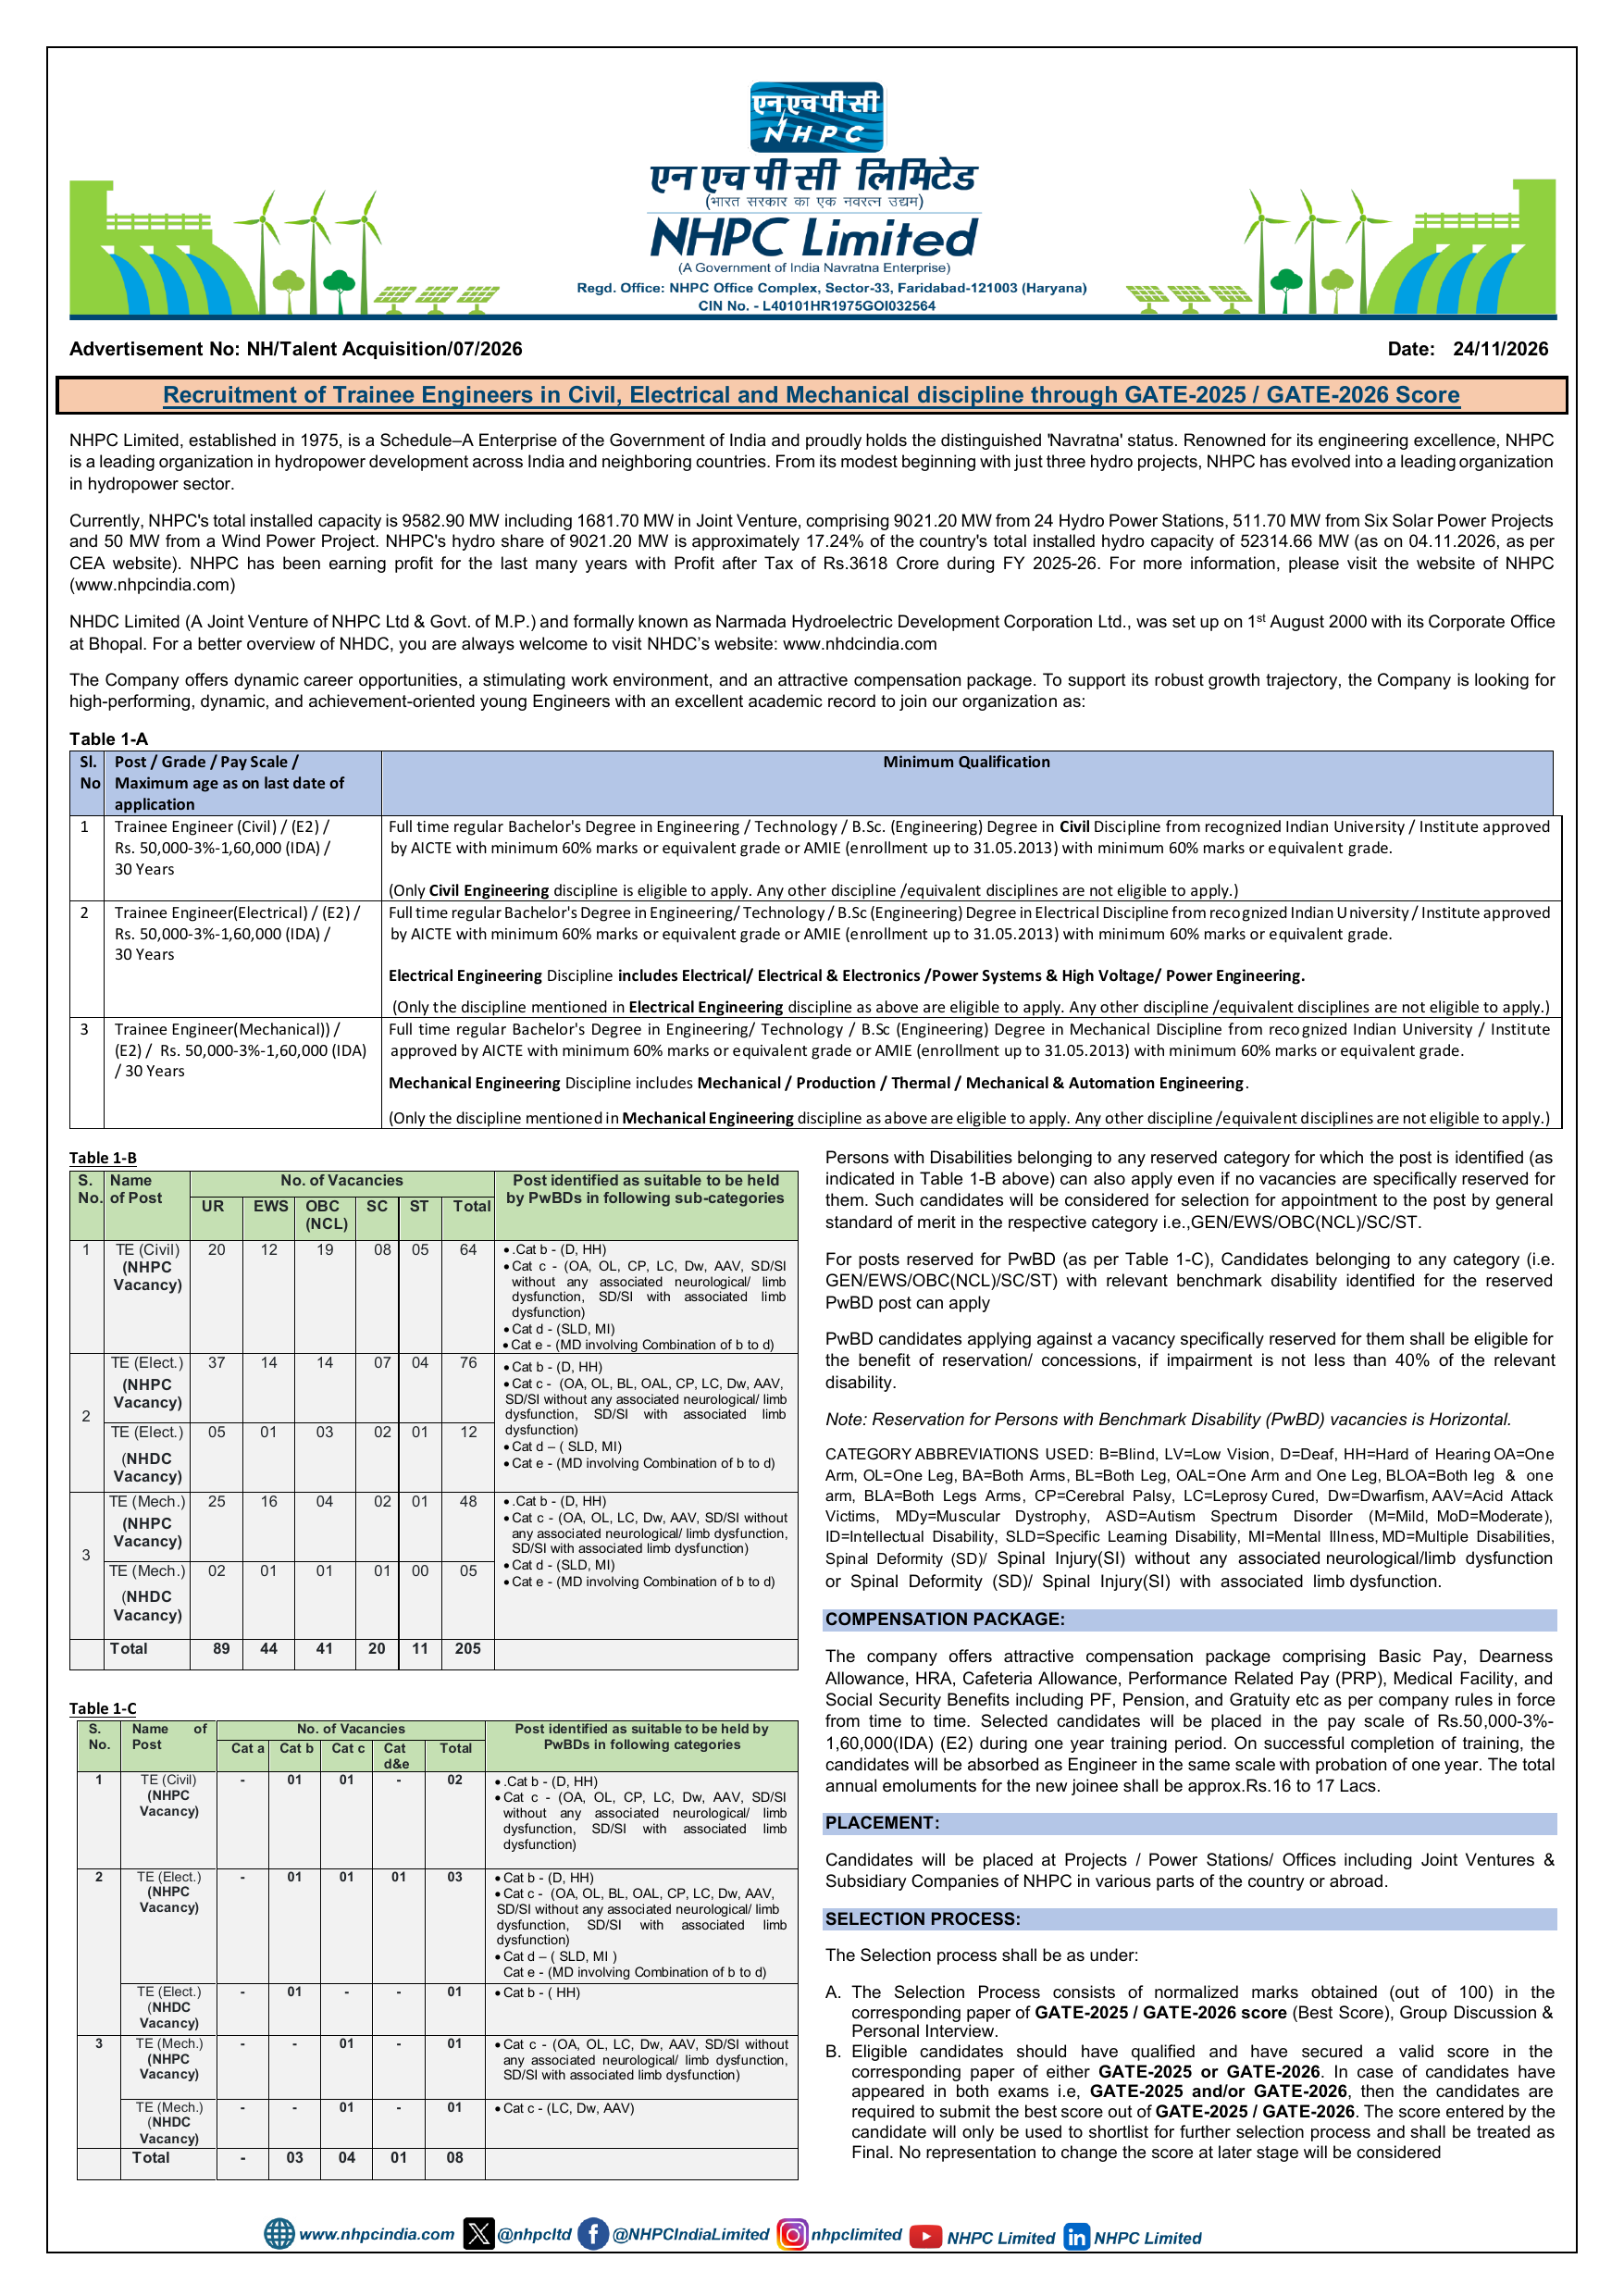 एन एच पी सी
NHPC
एन एच पी सी लिमिटेड
(भारत सरकार का एक नवरत्न उद्यम)
NHPC Limited
(A Government of India Navratna Enterprise)
Regd. Office: NHPC Office Complex, Sector-33, Faridabad-121003 (Haryana)
CIN No. - L40101HR1975GOI032564
Advertisement No: NH/Talent Acquisition/07/2026 Date: 24/11/2026
Recruitment of Trainee Engineers in Civil, Electrical and Mechanical discipline through GATE-2025 / GATE-2026 Score
NHPC Limited, established in 1975, is a Schedule–A Enterprise of the Government of India and proudly holds the distinguished 'Navratna' status. Renowned for its engineering excellence, NHPC
is a leading organization in hydropower development across India and neighboring countries. From its modest beginning with just three hydro projects, NHPC has evolved into a leading organization
in hydropower sector.
Currently, NHPC's total installed capacity is 9582.90 MW including 1681.70 MW in Joint Venture, comprising 9021.20 MW from 24 Hydro Power Stations, 511.70 MW from Six Solar Power Projects
and 50 MW from a Wind Power Project. NHPC's hydro share of 9021.20 MW is approximately 17.24% of the country's total installed hydro capacity of 52314.66 MW (as on 04.11.2026, as per
CEA website). NHPC has been earning profit for the last many years with Profit after Tax of Rs.3618 Crore during FY 2025-26. For more information, please visit the website of NHPC
(www.nhpcindia.com)
NHDC Limited (A Joint Venture of NHPC Ltd & Govt. of M.P.) and formally known as Narmada Hydroelectric Development Corporation Ltd., was set up on 1st August 2000 with its Corporate Office
at Bhopal. For a better overview of NHDC, you are always welcome to visit NHDC's website: www.nhdcindia.com
The Company offers dynamic career opportunities, a stimulating work environment, and an attractive compensation package. To support its robust growth trajectory, the Company is looking for
high-performing, dynamic, and achievement-oriented young Engineers with an excellent academic record to join our organization as:
Table 1-A
Sl. No Post / Grade / Pay Scale / Maximum age as on last date of application Minimum Qualification
1 Trainee Engineer (Civil) / (E2) / Rs. 50,000-3%-1,60,000 (IDA) / 30 Years
Full time regular Bachelor's Degree in Engineering / Technology / B.Sc. (Engineering) Degree in Civil Discipline from recognized Indian University / Institute approved
by AICTE with minimum 60% marks or equivalent grade or AMIE (enrollment up to 31.05.2013) with minimum 60% marks or equivalent grade.
(Only Civil Engineering discipline is eligible to apply. Any other discipline /equivalent disciplines are not eligible to apply.)
2 Trainee Engineer(Electrical) / (E2) / Rs. 50,000-3%-1,60,000 (IDA) / 30 Years
Full time regular Bachelor's Degree in Engineering/ Technology / B.Sc (Engineering) Degree in Electrical Discipline from recognized Indian University / Institute approved
by AICTE with minimum 60% marks or equivalent grade or AMIE (enrollment up to 31.05.2013) with minimum 60% marks or equivalent grade.
Electrical Engineering Discipline includes Electrical/ Electrical & Electronics /Power Systems & High Voltage/ Power Engineering.
(Only the discipline mentioned in Electrical Engineering discipline as above are eligible to apply. Any other discipline /equivalent disciplines are not eligible to apply.)
3 Trainee Engineer(Mechanical)) / (E2) / Rs. 50,000-3%-1,60,000 (IDA) / 30 Years
Full time regular Bachelor's Degree in Engineering/ Technology / B.Sc (Engineering) Degree in Mechanical Discipline from recognized Indian University / Institute
approved by AICTE with minimum 60% marks or equivalent grade or AMIE (enrollment up to 31.05.2013) with minimum 60% marks or equivalent grade.
Mechanical Engineering Discipline includes Mechanical / Production / Thermal / Mechanical & Automation Engineering.
(Only the discipline mentioned in Mechanical Engineering discipline as above are eligible to apply. Any other discipline /equivalent disciplines are not eligible to apply.)
Table 1-B
S. No. Name of Post No. of Vacancies Post identified as suitable to be held by PwBDs in following sub-categories
UR EWS OBC (NCL) SC ST Total
1 TE (Civil) (NHPC Vacancy) 20 12 19 08 05 64
• .Cat b - (D, HH)
• Cat c - (OA, OL, CP, LC, Dw, AAV, SD/SI
without any associated neurological/ limb
dysfunction, SD/SI with associated limb
dysfunction)
• Cat d - (SLD, MI)
• Cat e - (MD involving Combination of b to d)
2 TE (Elect.) (NHPC Vacancy) 37 14 14 07 04 76
• Cat b - (D, HH)
• Cat c - (OA, OL, BL, OAL, CP, LC, Dw, AAV,
SD/SI without any associated neurological/ limb
dysfunction, SD/SI with associated limb
dysfunction)
• Cat d – ( SLD, MI)
• Cat e - (MD involving Combination of b to d)
TE (Elect.) (NHDC Vacancy) 05 01 03 02 01 12
3 TE (Mech.) (NHPC Vacancy) 25 16 04 02 01 48
• .Cat b - (D, HH)
• Cat c - (OA, OL, LC, Dw, AAV, SD/SI without
any associated neurological/ limb dysfunction,
SD/SI with associated limb dysfunction)
• Cat d - (SLD, MI)
• Cat e - (MD involving Combination of b to d)
TE (Mech.) (NHDC Vacancy) 02 01 01 01 00 05
Total 89 44 41 20 11 205
Table 1-C
S. No. Name of Post No. of Vacancies Post identified as suitable to be held by PwBDs in following categories
Cat a Cat b Cat c Cat d&e Total
1 TE (Civil) (NHPC Vacancy) - 01 01 - 02
• .Cat b - (D, HH)
• Cat c - (OA, OL, CP, LC, Dw, AAV, SD/SI
without any associated neurological/ limb
dysfunction, SD/SI with associated limb
dysfunction)
2 TE (Elect.) (NHPC Vacancy) - 01 01 01 03
• Cat b - (D, HH)
• Cat c - (OA, OL, BL, OAL, CP, LC, Dw, AAV,
SD/SI without any associated neurological/ limb
dysfunction, SD/SI with associated limb
dysfunction)
• Cat d – ( SLD, MI )
Cat e - (MD involving Combination of b to d)
TE (Elect.) (NHDC Vacancy) - 01 - - 01 • Cat b - ( HH)
3 TE (Mech.) (NHPC Vacancy) - - 01 - 01
• Cat c - (OA, OL, LC, Dw, AAV, SD/SI without
any associated neurological/ limb dysfunction,
SD/SI with associated limb dysfunction)
TE (Mech.) (NHDC Vacancy) - - 01 - 01 • Cat c - (LC, Dw, AAV)
Total - 03 04 01 08
Persons with Disabilities belonging to any reserved category for which the post is identified (as
indicated in Table 1-B above) can also apply even if no vacancies are specifically reserved for
them. Such candidates will be considered for selection for appointment to the post by general
standard of merit in the respective category i.e.,GEN/EWS/OBC(NCL)/SC/ST.
For posts reserved for PwBD (as per Table 1-C), Candidates belonging to any category (i.e.
GEN/EWS/OBC(NCL)/SC/ST) with relevant benchmark disability identified for the reserved
PwBD post can apply
PwBD candidates applying against a vacancy specifically reserved for them shall be eligible for
the benefit of reservation/ concessions, if impairment is not less than 40% of the relevant
disability.
Note: Reservation for Persons with Benchmark Disability (PwBD) vacancies is Horizontal.
CATEGORY ABBREVIATIONS USED: B=Blind, LV=Low Vision, D=Deaf, HH=Hard of Hearing OA=One
Arm, OL=One Leg, BA=Both Arms, BL=Both Leg, OAL=One Arm and One Leg, BLOA=Both leg & one
arm, BLA=Both Legs Arms, CP=Cerebral Palsy, LC=Leprosy Cured, Dw=Dwarfism, AAV=Acid Attack
Victims, MDy=Muscular Dystrophy, ASD=Autism Spectrum Disorder (M=Mild, MoD=Moderate),
ID=Intellectual Disability, SLD=Specific Learning Disability, MI=Mental Illness, MD=Multiple Disabilities,
Spinal Deformity (SD)/ Spinal Injury(SI) without any associated neurological/limb dysfunction
or Spinal Deformity (SD)/ Spinal Injury(SI) with associated limb dysfunction.
COMPENSATION PACKAGE:
The company offers attractive compensation package comprising Basic Pay, Dearness
Allowance, HRA, Cafeteria Allowance, Performance Related Pay (PRP), Medical Facility, and
Social Security Benefits including PF, Pension, and Gratuity etc as per company rules in force
from time to time. Selected candidates will be placed in the pay scale of Rs.50,000-3%-
1,60,000(IDA) (E2) during one year training period. On successful completion of training, the
candidates will be absorbed as Engineer in the same scale with probation of one year. The total
annual emoluments for the new joinee shall be approx.Rs.16 to 17 Lacs.
PLACEMENT:
Candidates will be placed at Projects / Power Stations/ Offices including Joint Ventures &
Subsidiary Companies of NHPC in various parts of the country or abroad.
SELECTION PROCESS:
The Selection process shall be as under:
A. The Selection Process consists of normalized marks obtained (out of 100) in the
corresponding paper of GATE-2025 / GATE-2026 score (Best Score), Group Discussion &
Personal Interview.
B. Eligible candidates should have qualified and have secured a valid score in the
corresponding paper of either GATE-2025 or GATE-2026. In case of candidates have
appeared in both exams i.e, GATE-2025 and/or GATE-2026, then the candidates are
required to submit the best score out of GATE-2025 / GATE-2026. The score entered by the
candidate will only be used to shortlist for further selection process and shall be treated as
Final. No representation to change the score at later stage will be considered
www.nhpcindia.com @nhpcltd @NHPCIndiaLimited nhpclimited NHPC Limited NHPC Limited